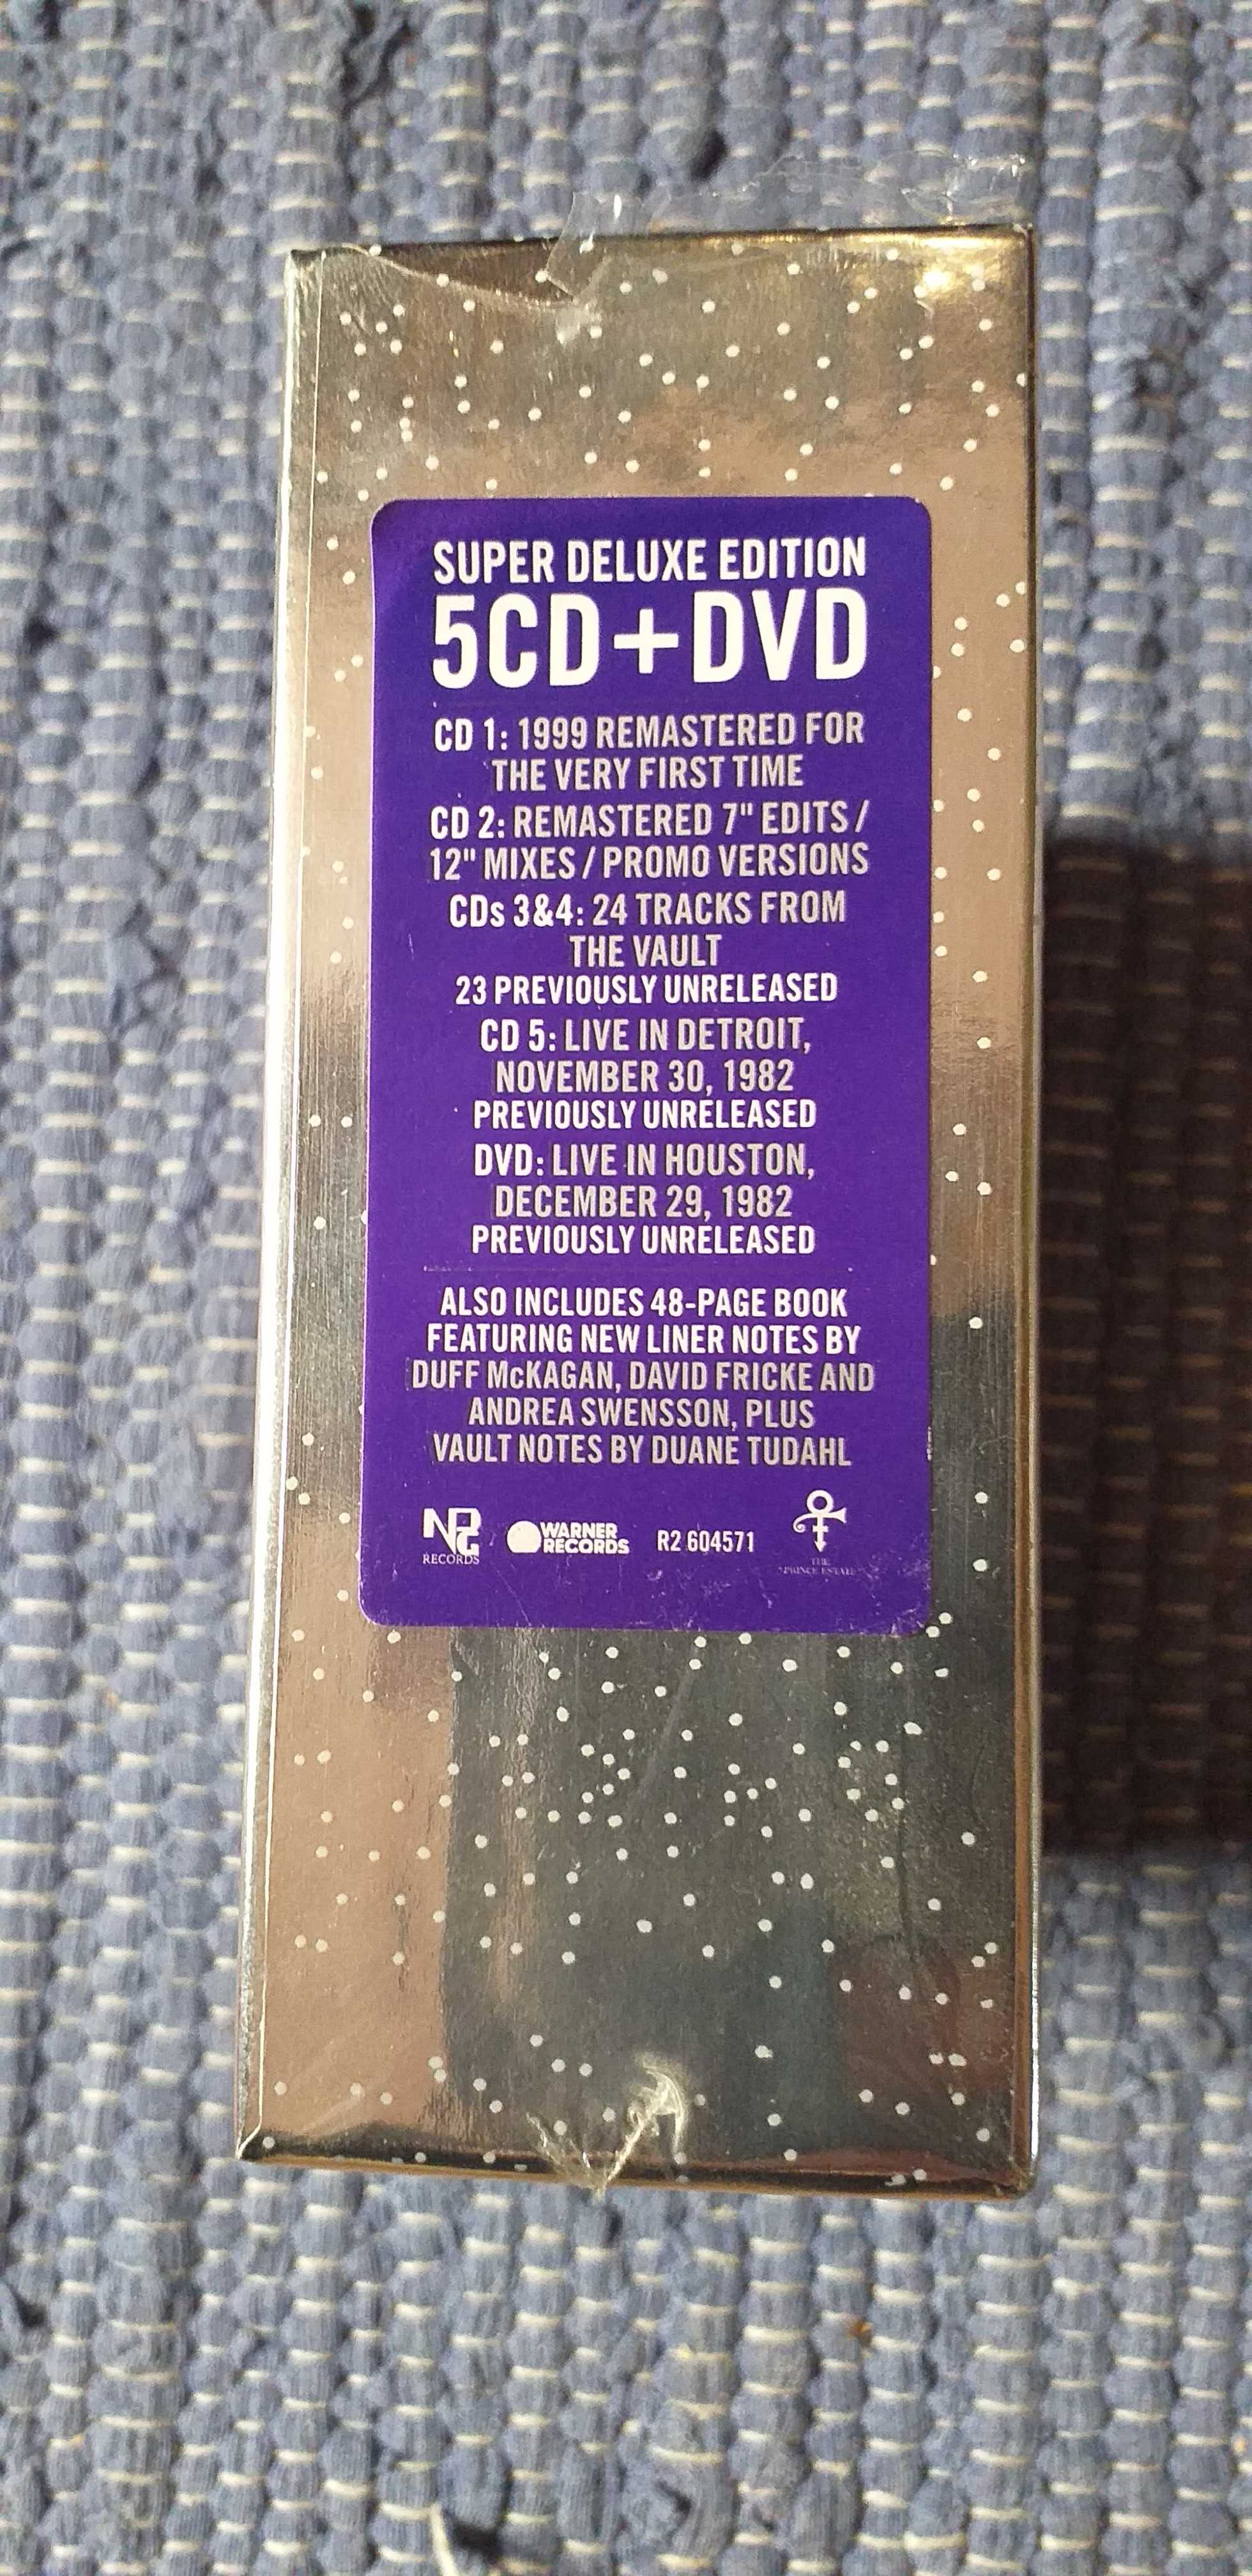 SUPER DELUXE EDITION
5CD+DVD
CD 1: 1999 REMASTERED FOR
THE VERY FIRST TIME
CD 2: REMASTERED 7" EDITS /
12" MIXES / PROMO VERSIONS
CDs 3&4: 24 TRACKS FROM
THE VAULT
23 PREVIOUSLY UNRELEASED
CD 5: LIVE IN DETROIT,
NOVEMBER 30, 1982
PREVIOUSLY UNRELEASED
DVD: LIVE IN HOUSTON,
DECEMBER 29, 1982
PREVIOUSLY UNRELEASED
ALSO INCLUDES 48-PAGE BOOK
FEATURING NEW LINER NOTES BY
DUFF McKAGAN, DAVID FRICKE AND
ANDREA SWENSSON, PLUS
VAULT NOTES BY DUANE TUDAHL
NPG
RECORDS
WARNER
RECORDS
R2 604571
THE
PRINCE ESTATE